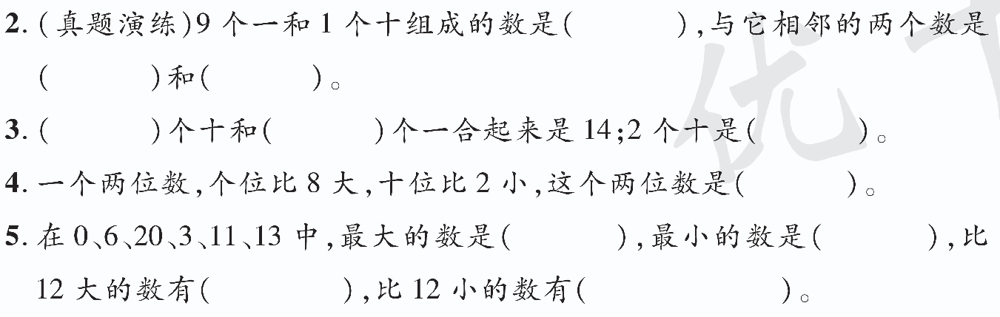 2. (真题演练)9 个一和 1 个十组成的数是(　　　),与它相邻的两个数是
(　　　)和(　　　)。
3. (　　　)个十和(　　　)个一合起来是 14;2 个十是(　　　)。
4. 一个两位数,个位比 8 大,十位比 2 小,这个两位数是(　　　)。
5. 在 0、6、20、3、11、13 中,最大的数是(　　　),最小的数是(　　　),比
12 大的数有(　　　),比 12 小的数有(　　　)。
优